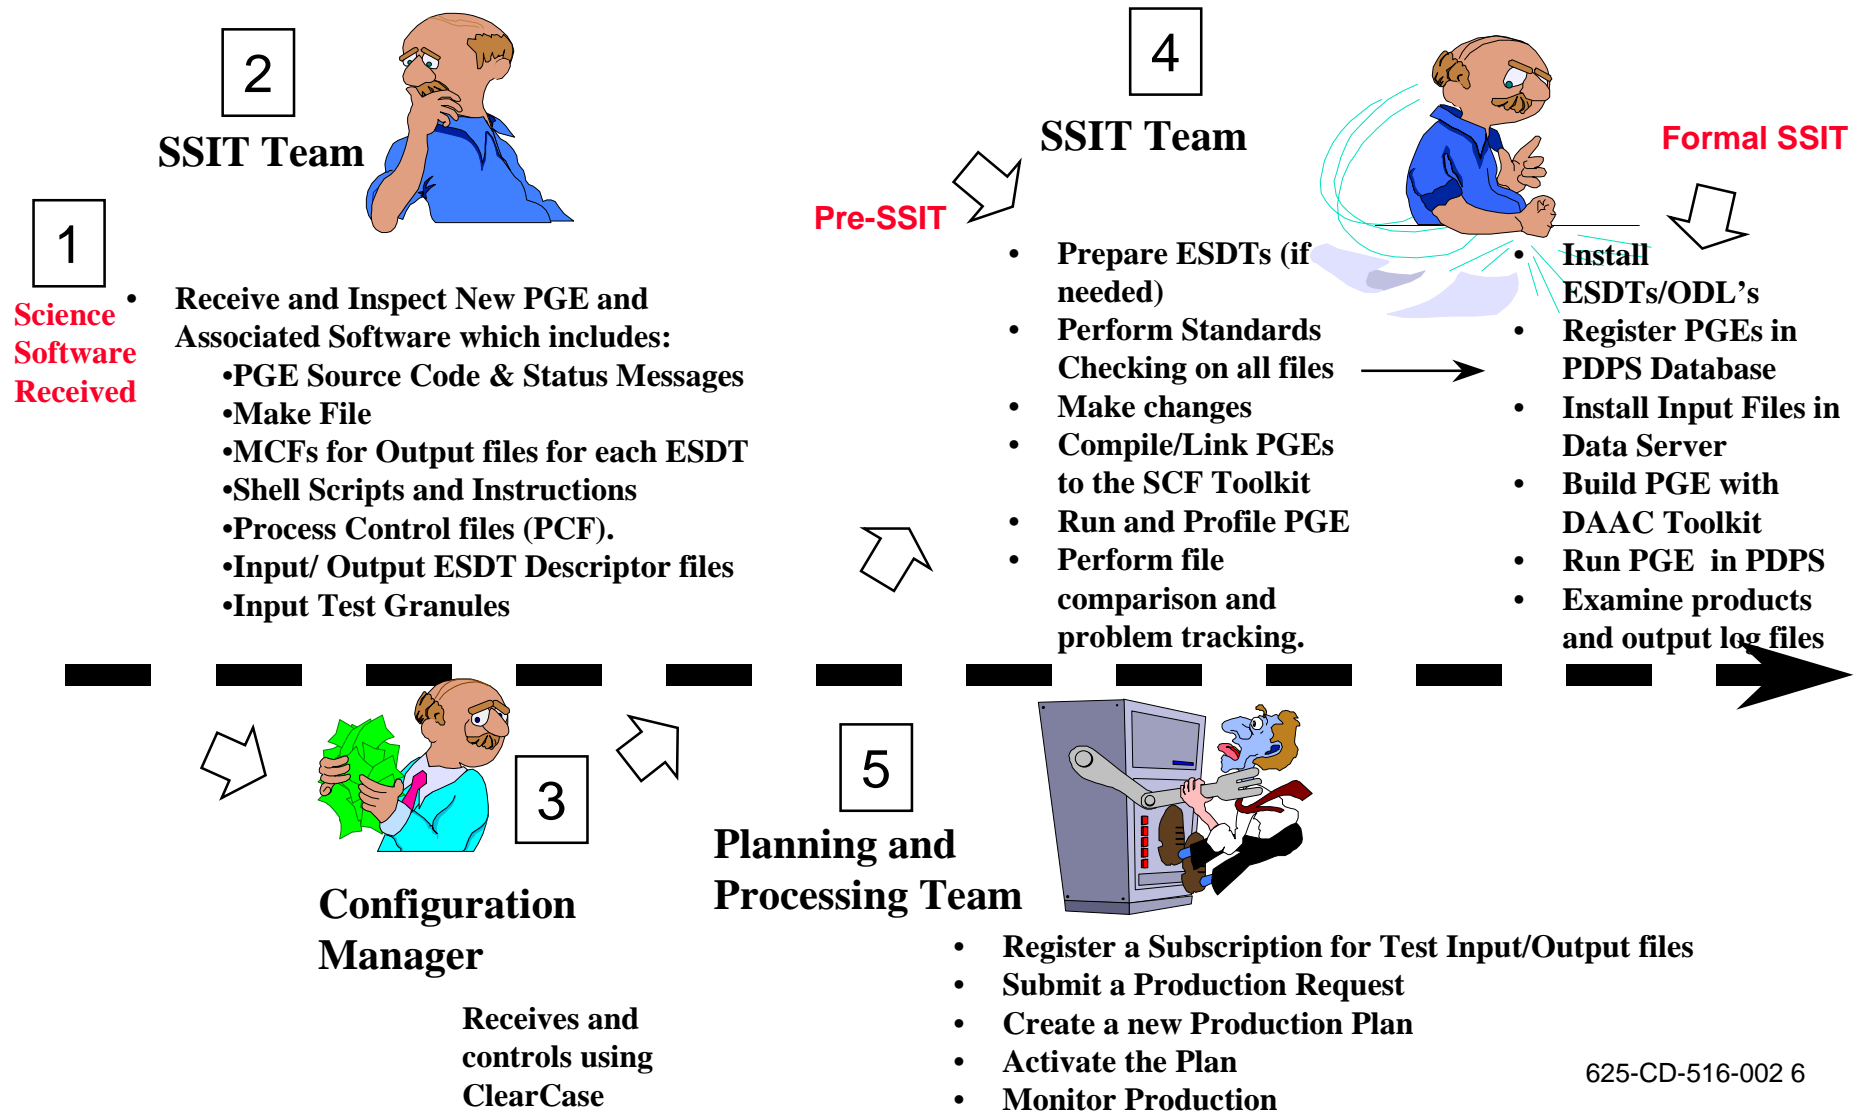 1
Science
Software
Received
2
SSIT Team
• Receive and Inspect New PGE and
Associated Software which includes:
•PGE Source Code & Status Messages
•Make File
•MCFs for Output files for each ESDT
•Shell Scripts and Instructions
•Process Control files (PCF).
•Input/ Output ESDT Descriptor files
•Input Test Granules
3
Configuration
Manager
Receives and
controls using
ClearCase
4
SSIT Team
Pre-SSIT
• Prepare ESDTs (if
needed)
• Perform Standards
Checking on all files
• Make changes
• Compile/Link PGEs
to the SCF Toolkit
• Run and Profile PGE
• Perform file
comparison and
problem tracking.
Formal SSIT
• Install
ESDTs/ODL’s
• Register PGEs in
PDPS Database
• Install Input Files in
Data Server
• Build PGE with
DAAC Toolkit
• Run PGE in PDPS
• Examine products
and output log files
5
Planning and
Processing Team
• Register a Subscription for Test Input/Output files
• Submit a Production Request
• Create a new Production Plan
• Activate the Plan
• Monitor Production
625-CD-516-002 6